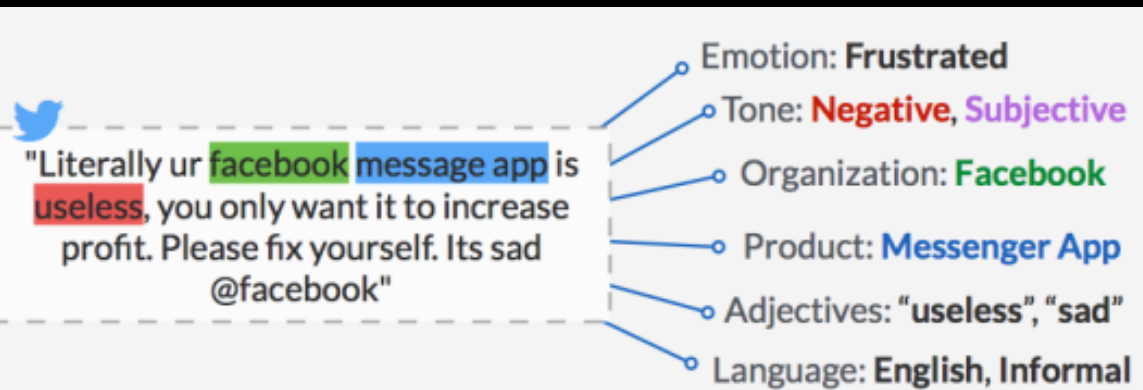 "Literally ur facebook message app is
useless, you only want it to increase
profit. Please fix yourself. Its sad
@facebook"
Emotion: Frustrated
Tone: Negative, Subjective
Organization: Facebook
Product: Messenger App
Adjectives: “useless”, “sad”
Language: English, Informal